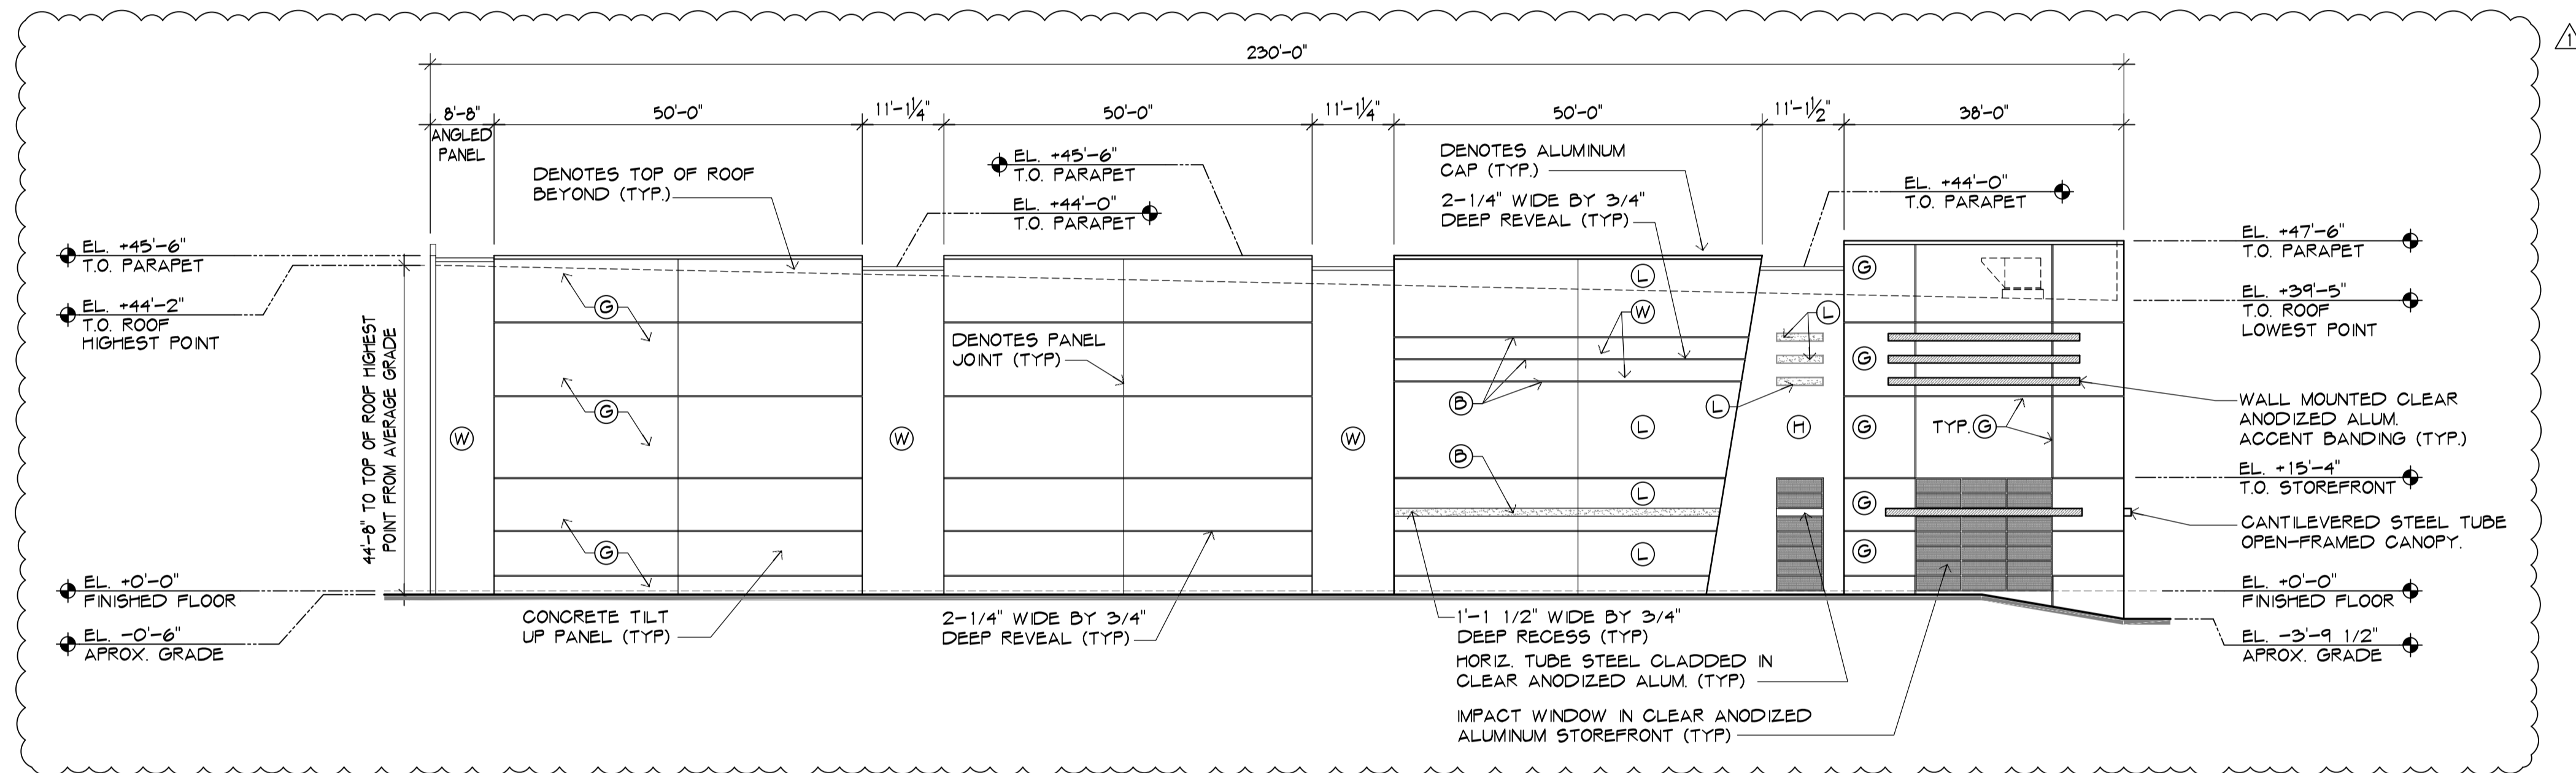 1
230'-0"
8'-8"
ANGLED
PANEL
50'-0"
11'-1¼"
50'-0"
11'-1¼"
50'-0"
11'-1½"
38'-0"
DENOTES TOP OF ROOF
BEYOND (TYP.)
EL. +45'-6"
T.O. PARAPET
EL. +44'-0"
T.O. PARAPET
DENOTES ALUMINUM
CAP (TYP.)
2-1/4" WIDE BY 3/4"
DEEP REVEAL (TYP)
EL. +44'-0"
T.O. PARAPET
EL. +45'-6"
T.O. PARAPET
EL. +44'-2"
T.O. ROOF
HIGHEST POINT
EL. +0'-0"
FINISHED FLOOR
EL. -0'-6"
APROX. GRADE
44'-8" TO TOP OF ROOF HIGHEST
POINT FROM AVERAGE GRADE
W
G
G
G
CONCRETE TILT
UP PANEL (TYP)
W
DENOTES PANEL
JOINT (TYP)
2-1/4" WIDE BY 3/4"
DEEP REVEAL (TYP)
W
L
W
B
L
B
L
L
L
L
H
G
G
G
G
G
TYP. G
1'-1 1/2" WIDE BY 3/4"
DEEP RECESS (TYP)
HORIZ. TUBE STEEL CLADDED IN
CLEAR ANODIZED ALUM. (TYP)
IMPACT WINDOW IN CLEAR ANODIZED
ALUMINUM STOREFRONT (TYP)
EL. +47'-6"
T.O. PARAPET
EL. +39'-5"
T.O. ROOF
LOWEST POINT
WALL MOUNTED CLEAR
ANODIZED ALUM.
ACCENT BANDING (TYP.)
EL. +15'-4"
T.O. STOREFRONT
CANTILEVERED STEEL TUBE
OPEN-FRAMED CANOPY.
EL. +0'-0"
FINISHED FLOOR
EL. -3'-9 1/2"
APROX. GRADE